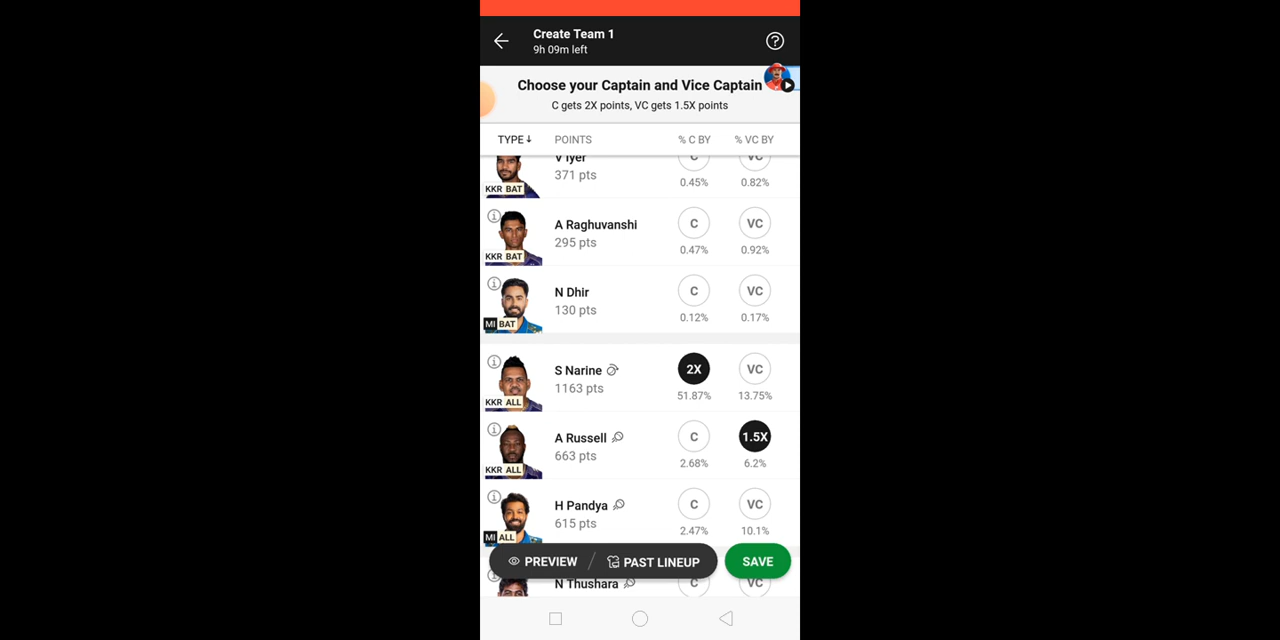 Create Team 1
9h 09m left
Choose your Captain and Vice Captain
C gets 2X points, VC gets 1.5X points
TYPE↓ POINTS % C BY % VC BY
V Iyer C VC
371 pts 0.45% 0.82%
KKR BAT
A Raghuvanshi C VC
295 pts 0.47% 0.92%
KKR BAT
N Dhir C VC
130 pts 0.12% 0.17%
MI BAT
S Narine 2X VC
1163 pts 51.87% 13.75%
KKR ALL
A Russell C 1.5X
663 pts 2.68% 6.2%
KKR ALL
H Pandya C VC
615 pts 2.47% 10.1%
MI ALL
PREVIEW / PAST LINEUP SAVE
N Thushara C VC